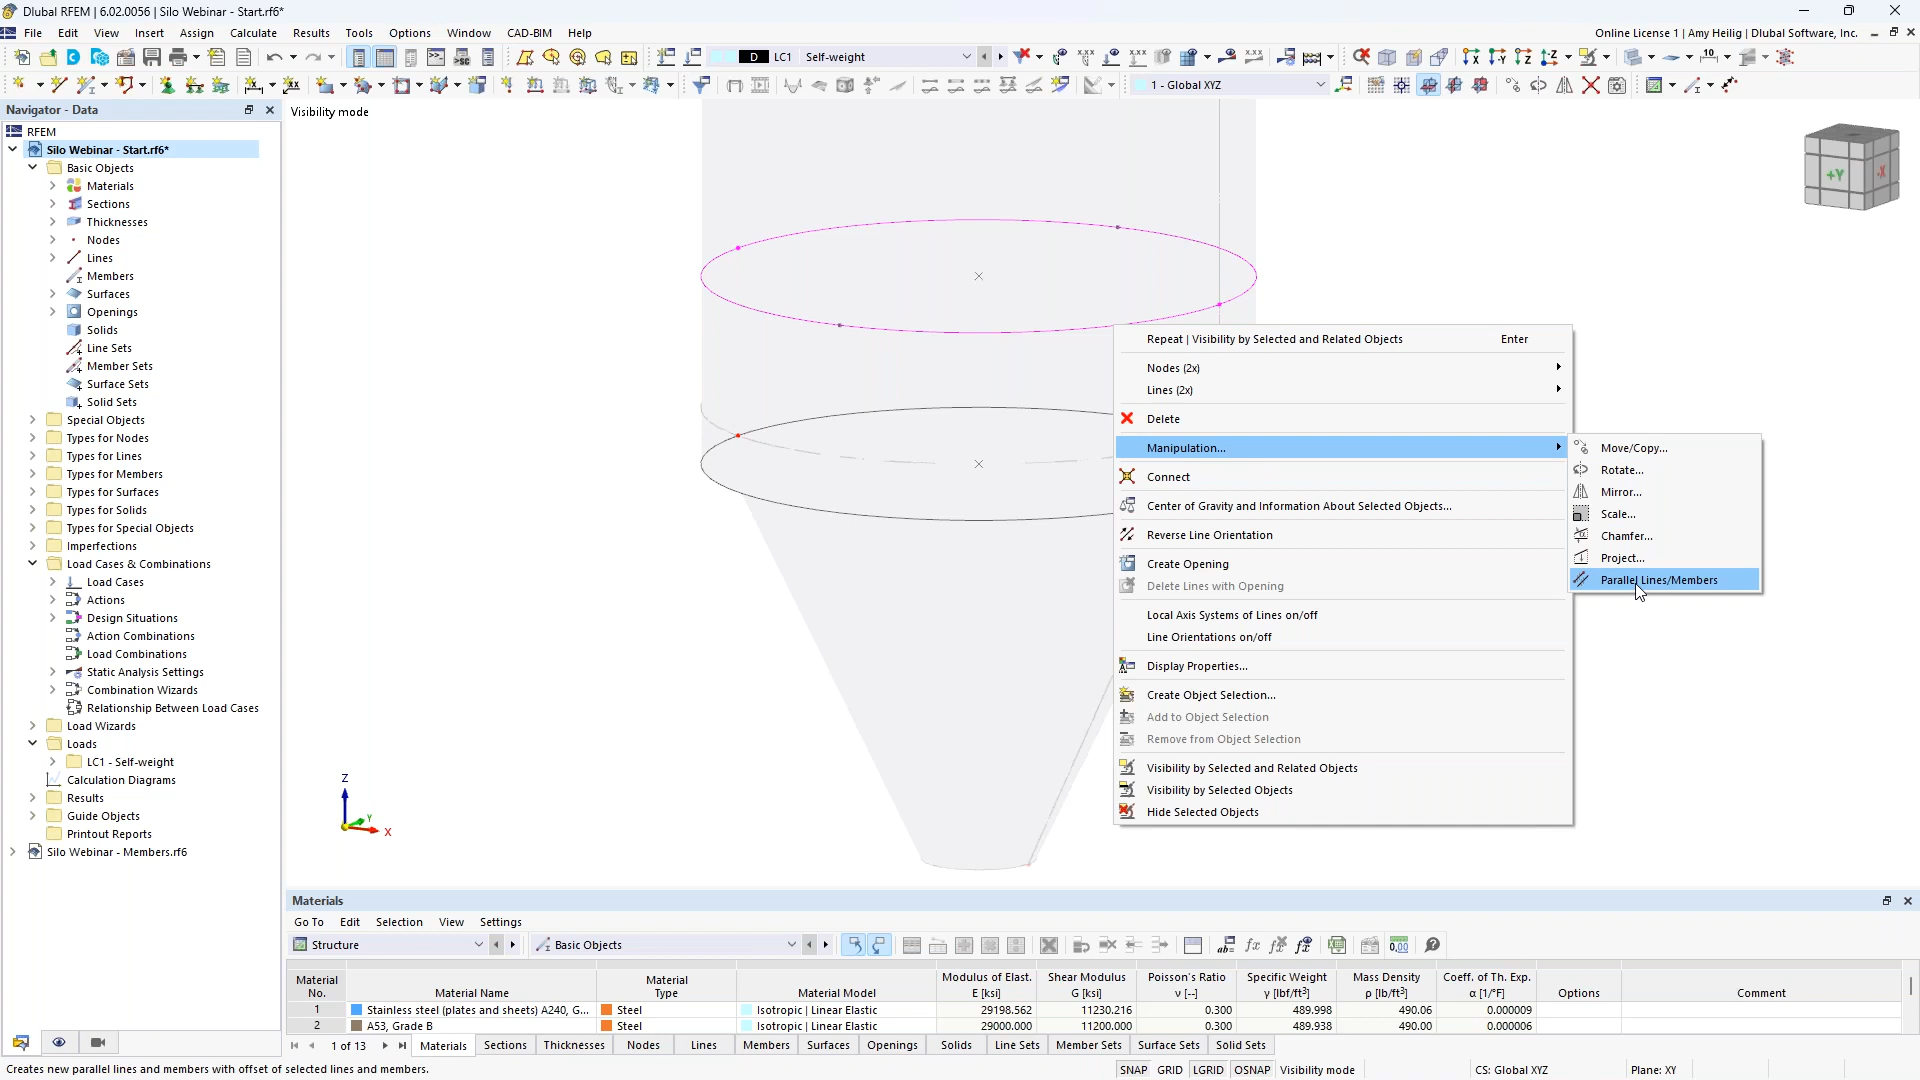 Dlubal RFEM | 6.02.0056 | Silo Webinar - Start.rf6*
File Edit View Insert Assign Calculate Results Tools Options Window CAD-BIM Help
Online License 1 | Amy Heilig | Dlubal Software, Inc.
D LC1 Self-weight
1 - Global XYZ
Navigator - Data
RFEM
Silo Webinar - Start.rf6*
Basic Objects
Materials
Sections
Thicknesses
Nodes
Lines
Members
Surfaces
Openings
Solids
Line Sets
Member Sets
Surface Sets
Solid Sets
Special Objects
Types for Nodes
Types for Lines
Types for Members
Types for Surfaces
Types for Solids
Types for Special Objects
Imperfections
Load Cases & Combinations
Load Cases
Actions
Design Situations
Action Combinations
Load Combinations
Static Analysis Settings
Combination Wizards
Relationship Between Load Cases
Load Wizards
Loads
LC1 - Self-weight
Calculation Diagrams
Results
Guide Objects
Printout Reports
Silo Webinar - Members.rf6
Visibility mode
+Y -X
Z
Y
X
Repeat | Visibility by Selected and Related Objects Enter
Nodes (2x)
Lines (2x)
Delete
Manipulation...
Connect
Center of Gravity and Information About Selected Objects...
Reverse Line Orientation
Create Opening
Delete Lines with Opening
Local Axis Systems of Lines on/off
Line Orientations on/off
Display Properties...
Create Object Selection...
Add to Object Selection
Remove from Object Selection
Visibility by Selected and Related Objects
Visibility by Selected Objects
Hide Selected Objects
Move/Copy...
Rotate...
Mirror...
Scale...
Chamfer...
Project...
Parallel Lines/Members
Materials
Go To Edit Selection View Settings
Structure Basic Objects
Material No. Material Name Material Type Material Model Modulus of Elast. E [ksi] Shear Modulus G [ksi] Poisson's Ratio ν [--] Specific Weight γ [lbf/ft³] Mass Density ρ [lb/ft³] Coeff. of Th. Exp. α [1/°F] Options Comment
1 Stainless steel (plates and sheets) A240, G... Steel Isotropic | Linear Elastic 29198.562 11230.216 0.300 489.998 490.06 0.000009
2 A53, Grade B Steel Isotropic | Linear Elastic 29000.000 11200.000 0.300 489.938 490.00 0.000006
1 of 13 Materials Sections Thicknesses Nodes Lines Members Surfaces Openings Solids Line Sets Member Sets Surface Sets Solid Sets
Creates new parallel lines and members with offset of selected lines and members.
SNAP GRID LGRID OSNAP Visibility mode CS: Global XYZ Plane: XY